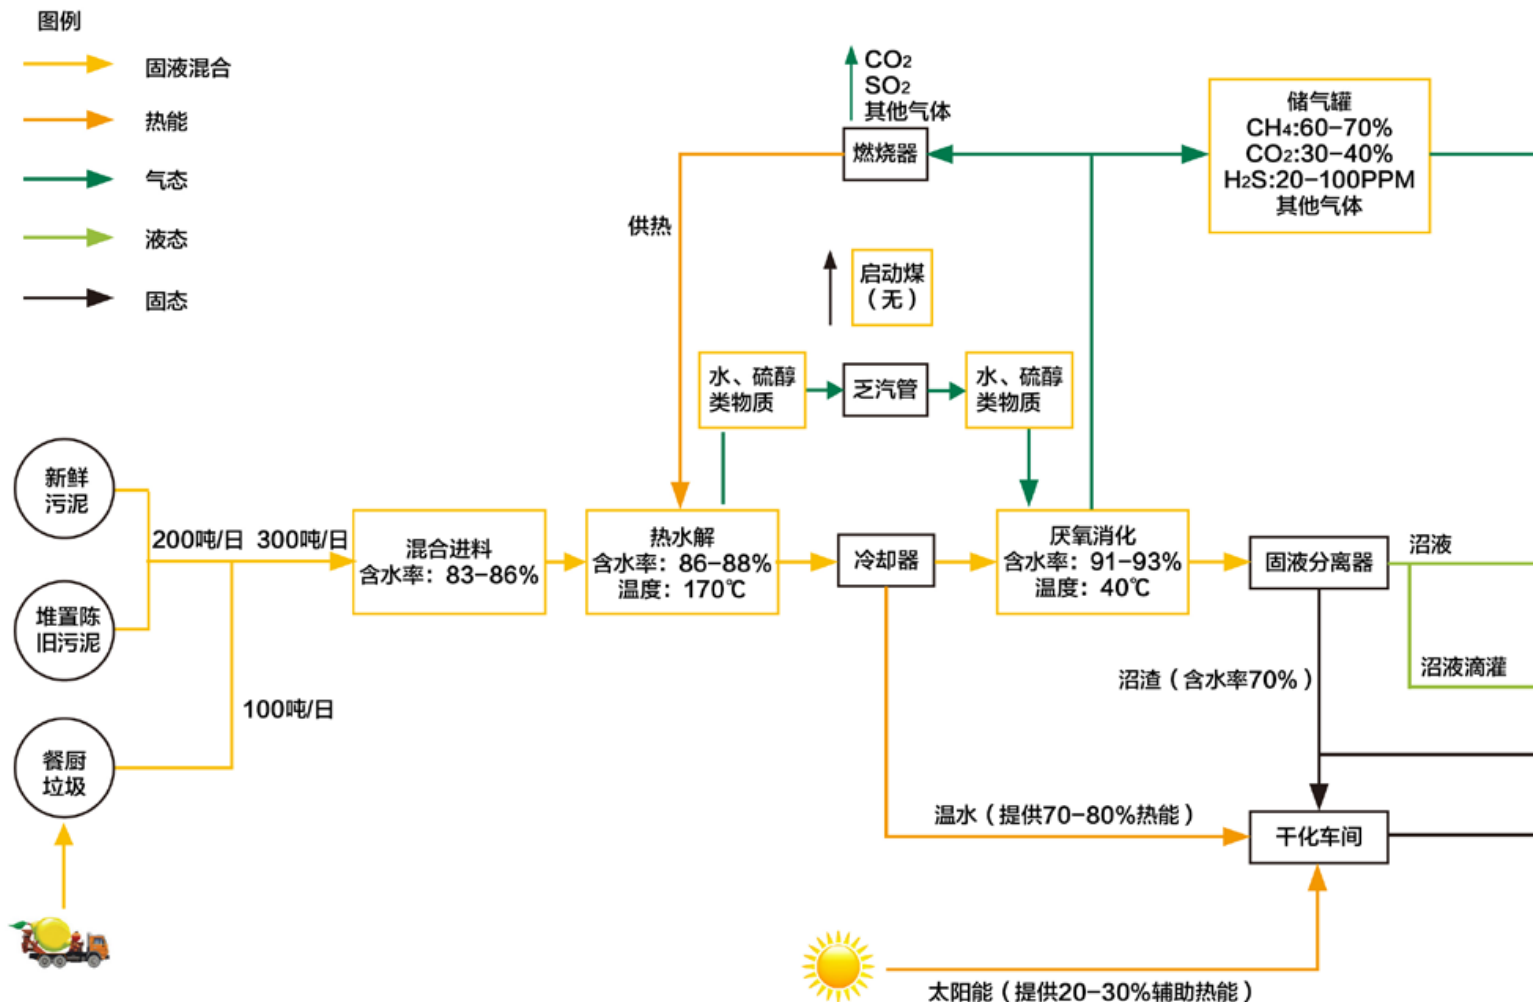 图例
固液混合
热能
气态
液态
固态
CO₂
SO₂
其他气体
燃烧器
储气罐
CH₄:60-70%
CO₂:30-40%
H₂S:20-100PPM
其他气体
供热
启动煤
（无）
水、硫醇
类物质
乏汽管
水、硫醇
类物质
新鲜
污泥
堆置陈
旧污泥
餐厨
垃圾
200吨/日
300吨/日
100吨/日
混合进料
含水率：83-86%
热水解
含水率：86-88%
温度：170℃
冷却器
厌氧消化
含水率：91-93%
温度：40℃
固液分离器
沼液
沼液滴灌
沼渣（含水率70%）
温水（提供70-80%热能）
干化车间
太阳能（提供20-30%辅助热能）